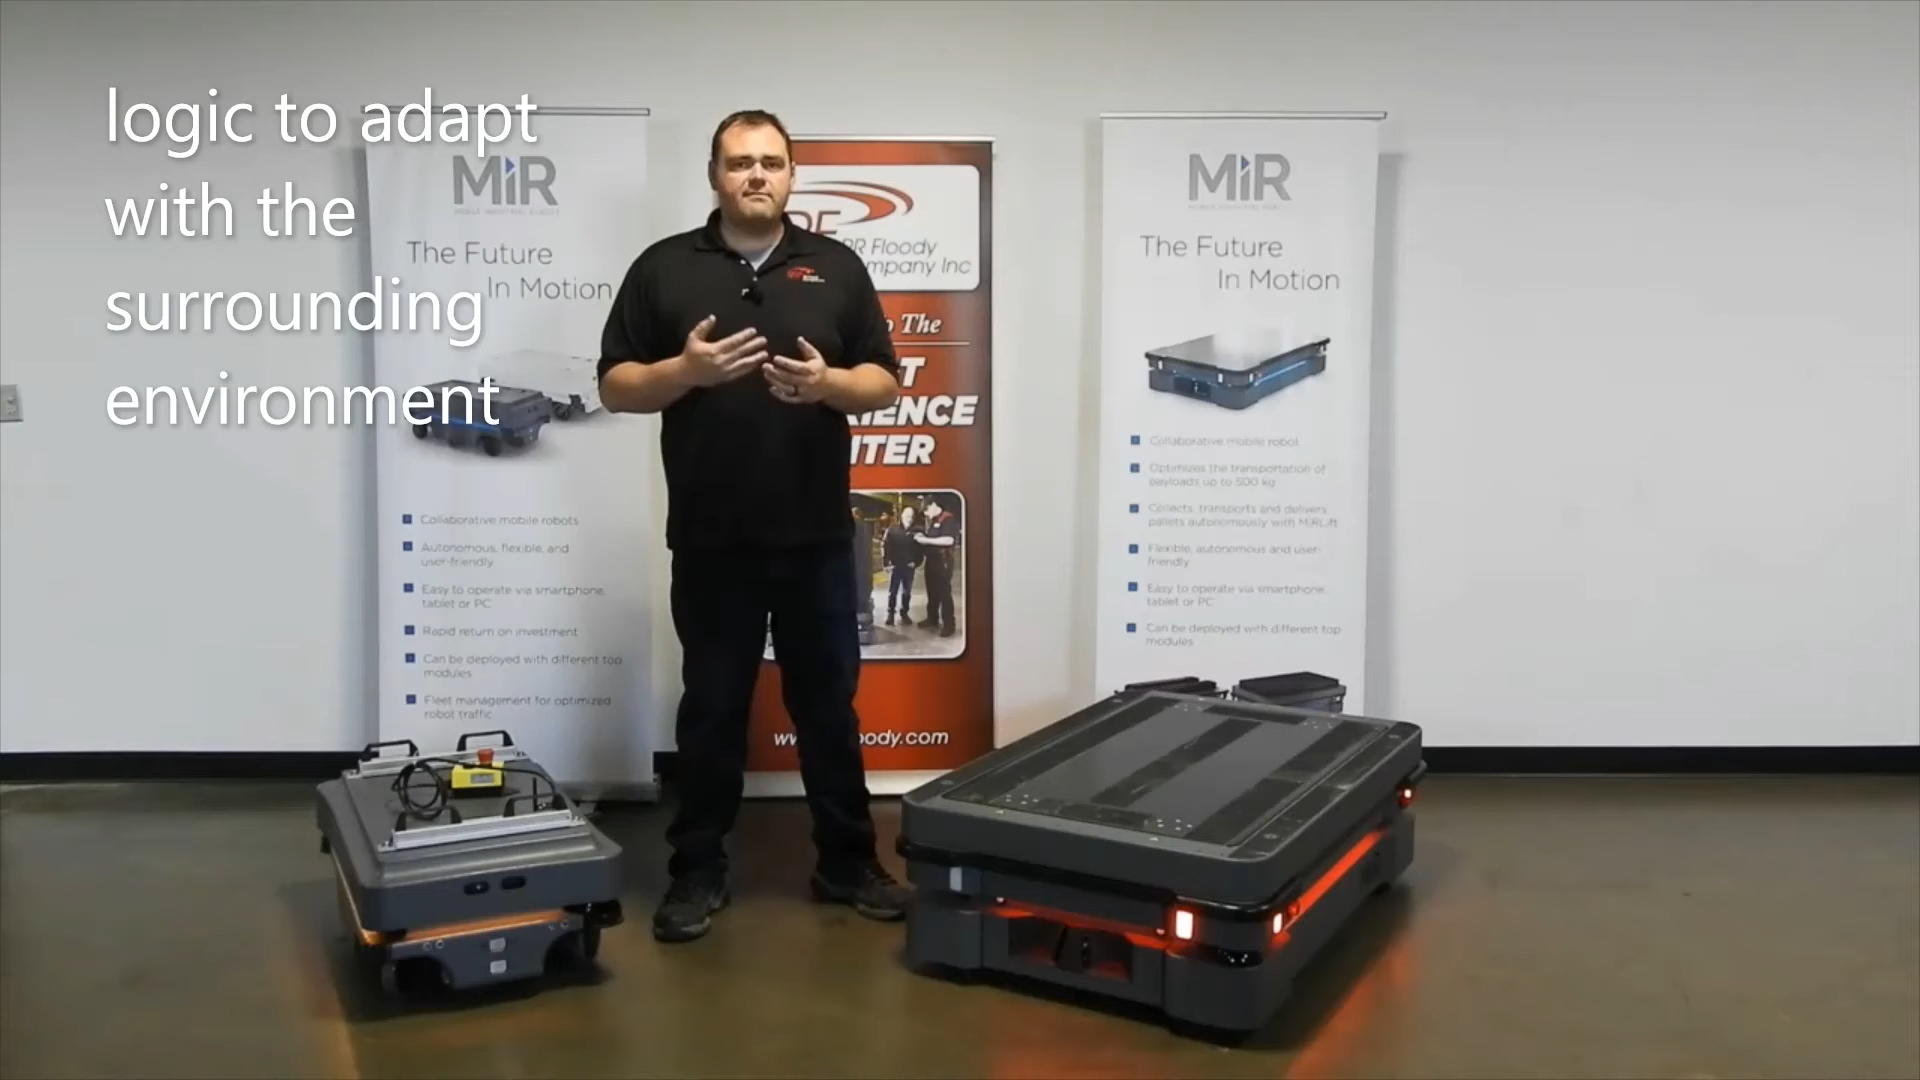 logic to adapt
with the
surrounding
environment
MiR
The Future
In Motion
Collaborative mobile robots
Autonomous, flexible, and
user-friendly
Easy to operate via smartphone,
tablet or PC
Rapid return on investment
Can be deployed with different top
modules
Fleet management for optimized
robot traffic
RR Floody
mpany Inc
o The
RIENCE
www
oody.com
MiR
The Future
In Motion
Collaborative mobile robot
Optimizes the transportation of
payloads up to 500 kg
Collects, transports and delivers
pallets autonomously with MiRLift
Flexible, autonomous and user-
friendly
Easy to operate via smartphone,
tablet or PC
Can be deployed with different top
modules